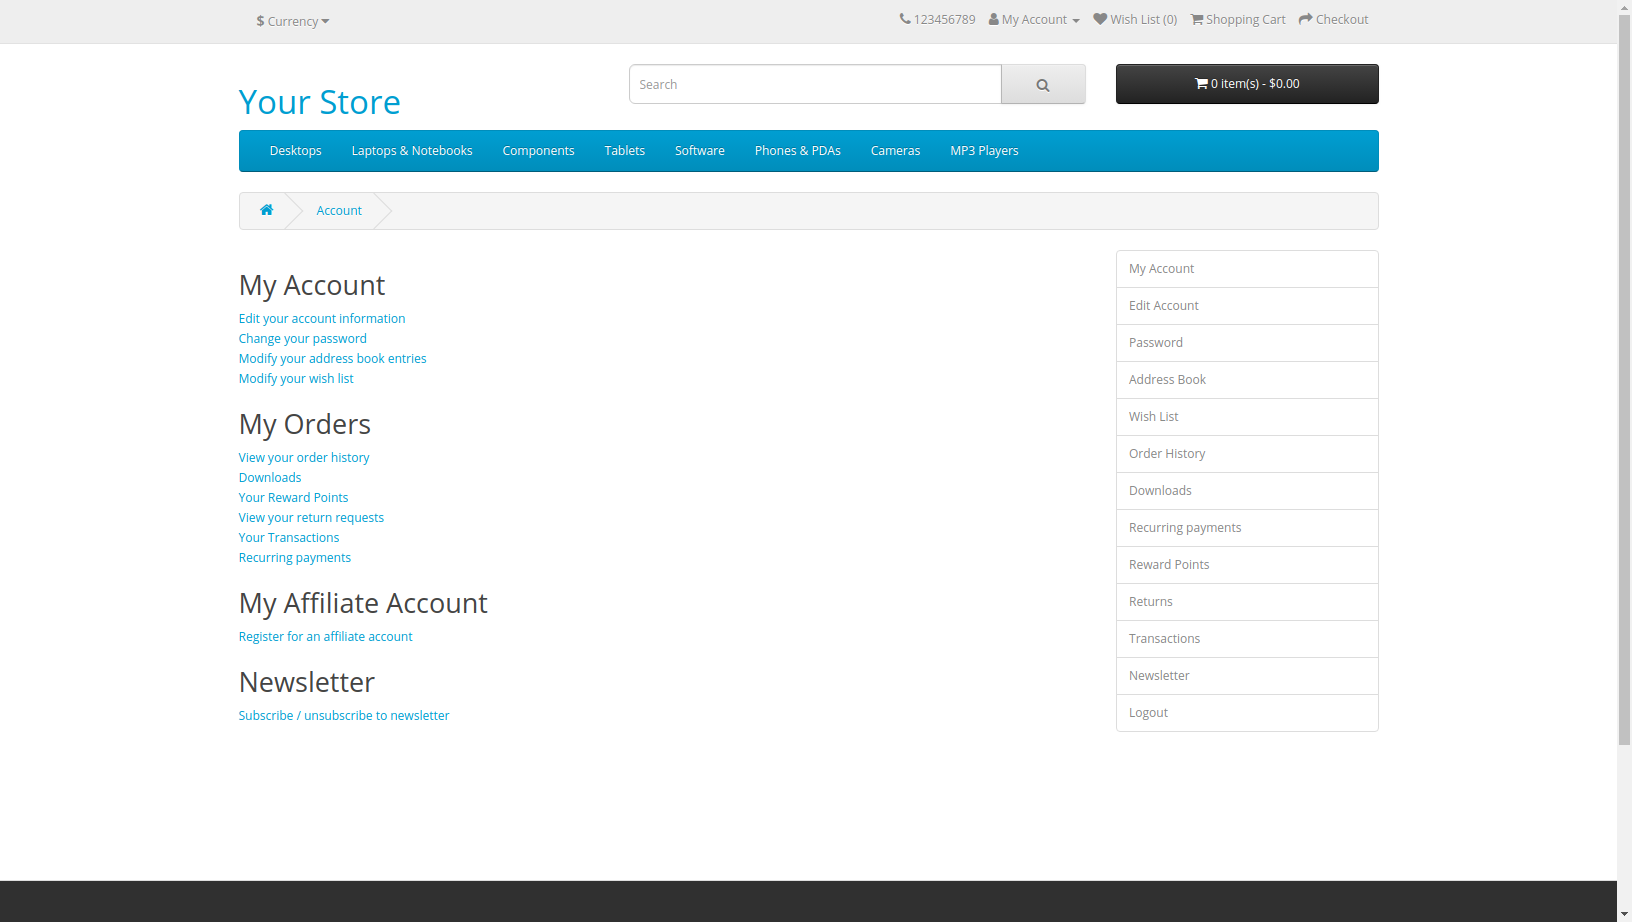 $ Currency
123456789 My Account Wish List (0) Shopping Cart Checkout
Your Store
Search
0 item(s) - $0.00
Desktops Laptops & Notebooks Components Tablets Software Phones & PDAs Cameras MP3 Players
Account
My Account
Edit your account information
Change your password
Modify your address book entries
Modify your wish list
My Orders
View your order history
Downloads
Your Reward Points
View your return requests
Your Transactions
Recurring payments
My Affiliate Account
Register for an affiliate account
Newsletter
Subscribe / unsubscribe to newsletter
My Account
Edit Account
Password
Address Book
Wish List
Order History
Downloads
Recurring payments
Reward Points
Returns
Transactions
Newsletter
Logout